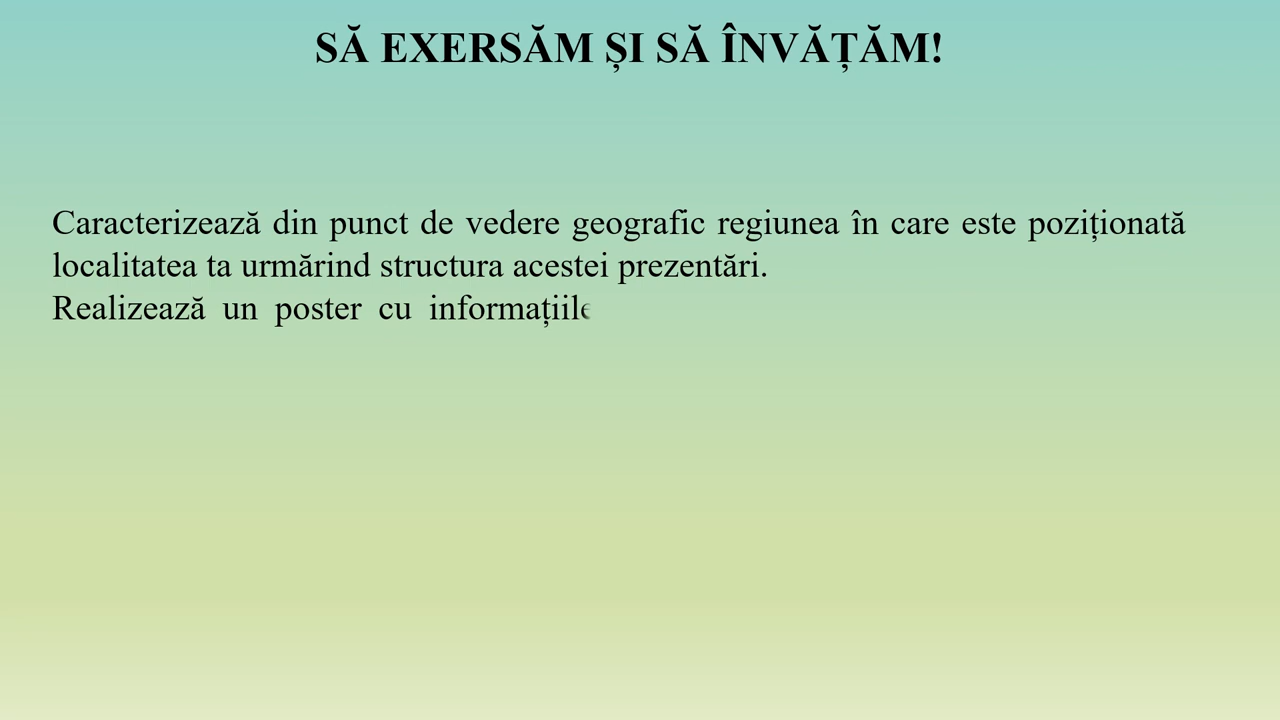 SĂ EXERSĂM ȘI SĂ ÎNVĂȚĂM!
Caracterizează din punct de vedere geografic regiunea în care este poziționată
localitatea ta urmărind structura acestei prezentări.
Realizează un poster cu informațiile